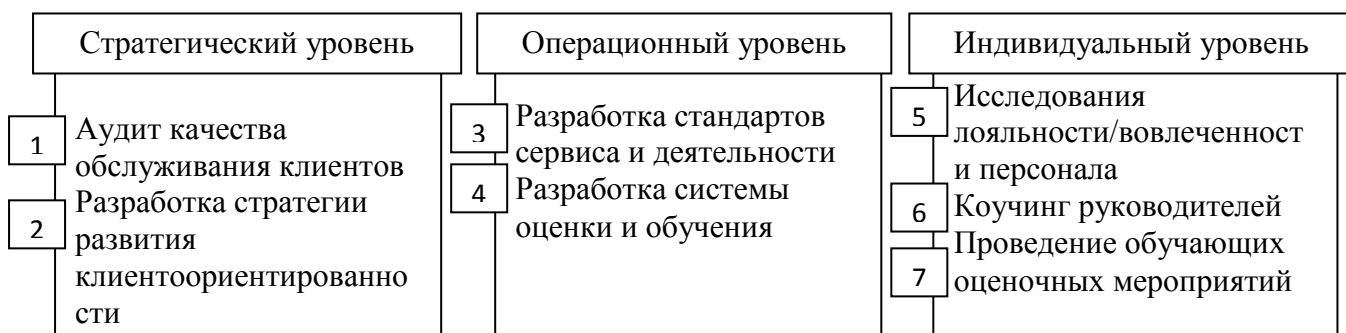 Стратегический уровень
1
Аудит качества
обслуживания клиентов
2
Разработка стратегии
развития
клиентоориентированно
сти
Операционный уровень
3
Разработка стандартов
сервиса и деятельности
4
Разработка системы
оценки и обучения
Индивидуальный уровень
5
Исследования
лояльности/вовлеченност
и персонала
6
Коучинг руководителей
7
Проведение обучающих
оценочных мероприятий